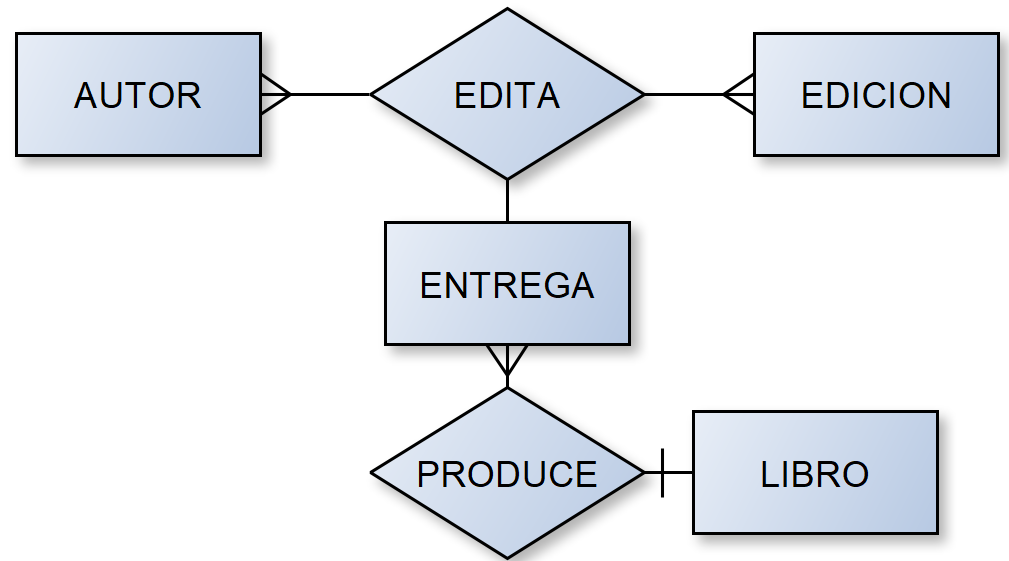 AUTOR
EDITA
EDICION
ENTREGA
PRODUCE
LIBRO